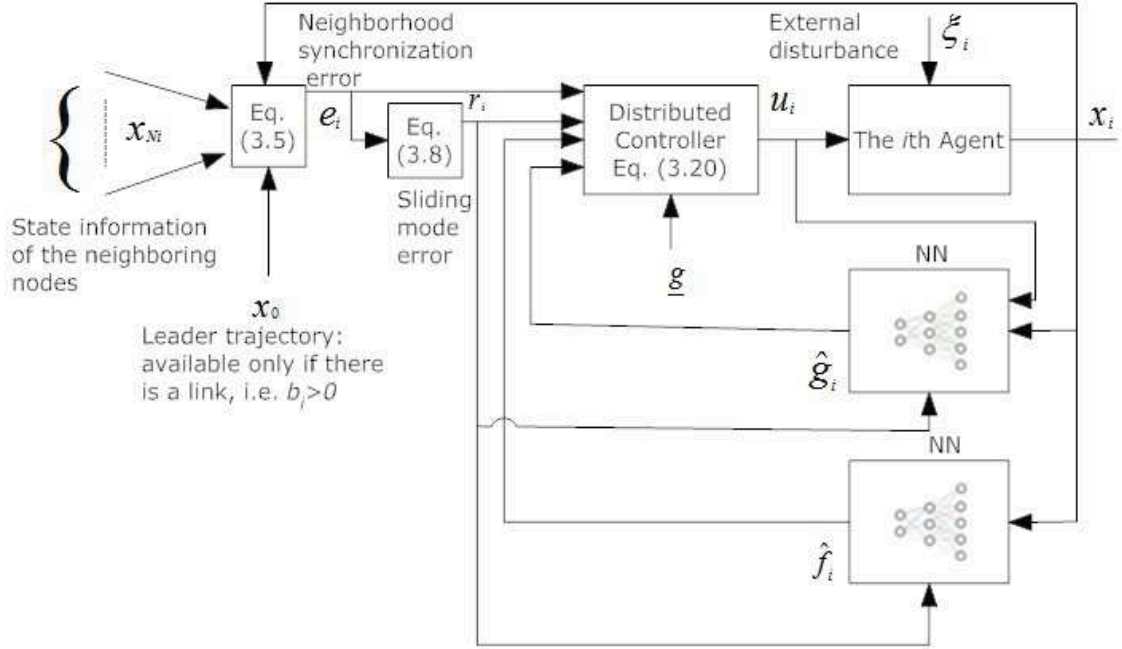 Neighborhood
synchronization
error
External
disturbance
ξi
xNi
Eq.
(3.5)
ei
Eq.
(3.8)
ri
Distributed
Controller
Eq. (3.20)
ui
The ith Agent
xi
Sliding
mode
error
State information
of the neighboring
nodes
g
x0
Leader trajectory:
available only if there
is a link, i.e. bi>0
NN
ĝi
NN
f̂i